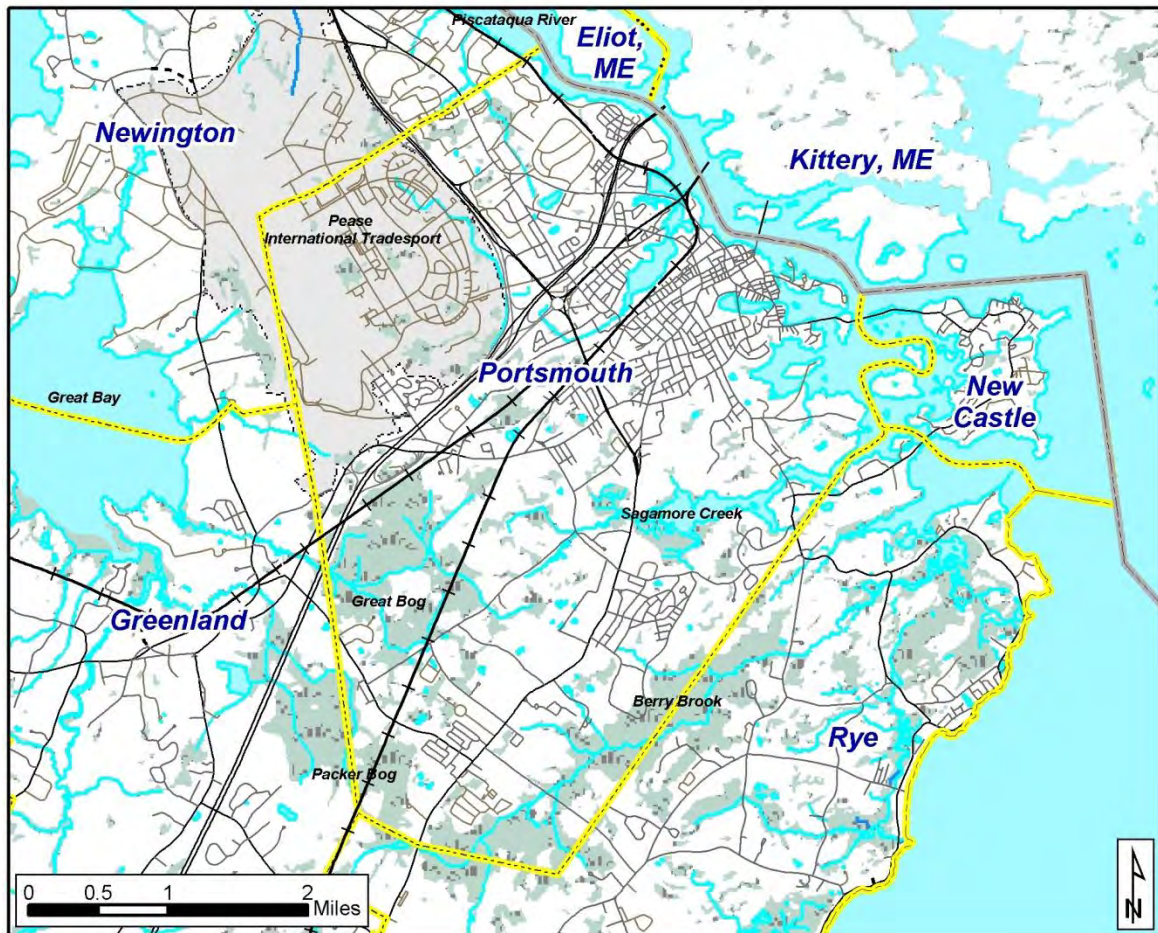 Piscataqua River
Eliot,
ME
Newington
Kittery, ME
Pease
International Tradesport
Portsmouth
New
Castle
Great Bay
Sagamore Creek
Great Bog
Greenland
Berry Brook
Rye
Packer Bog
0 0.5 1 2
Miles
N